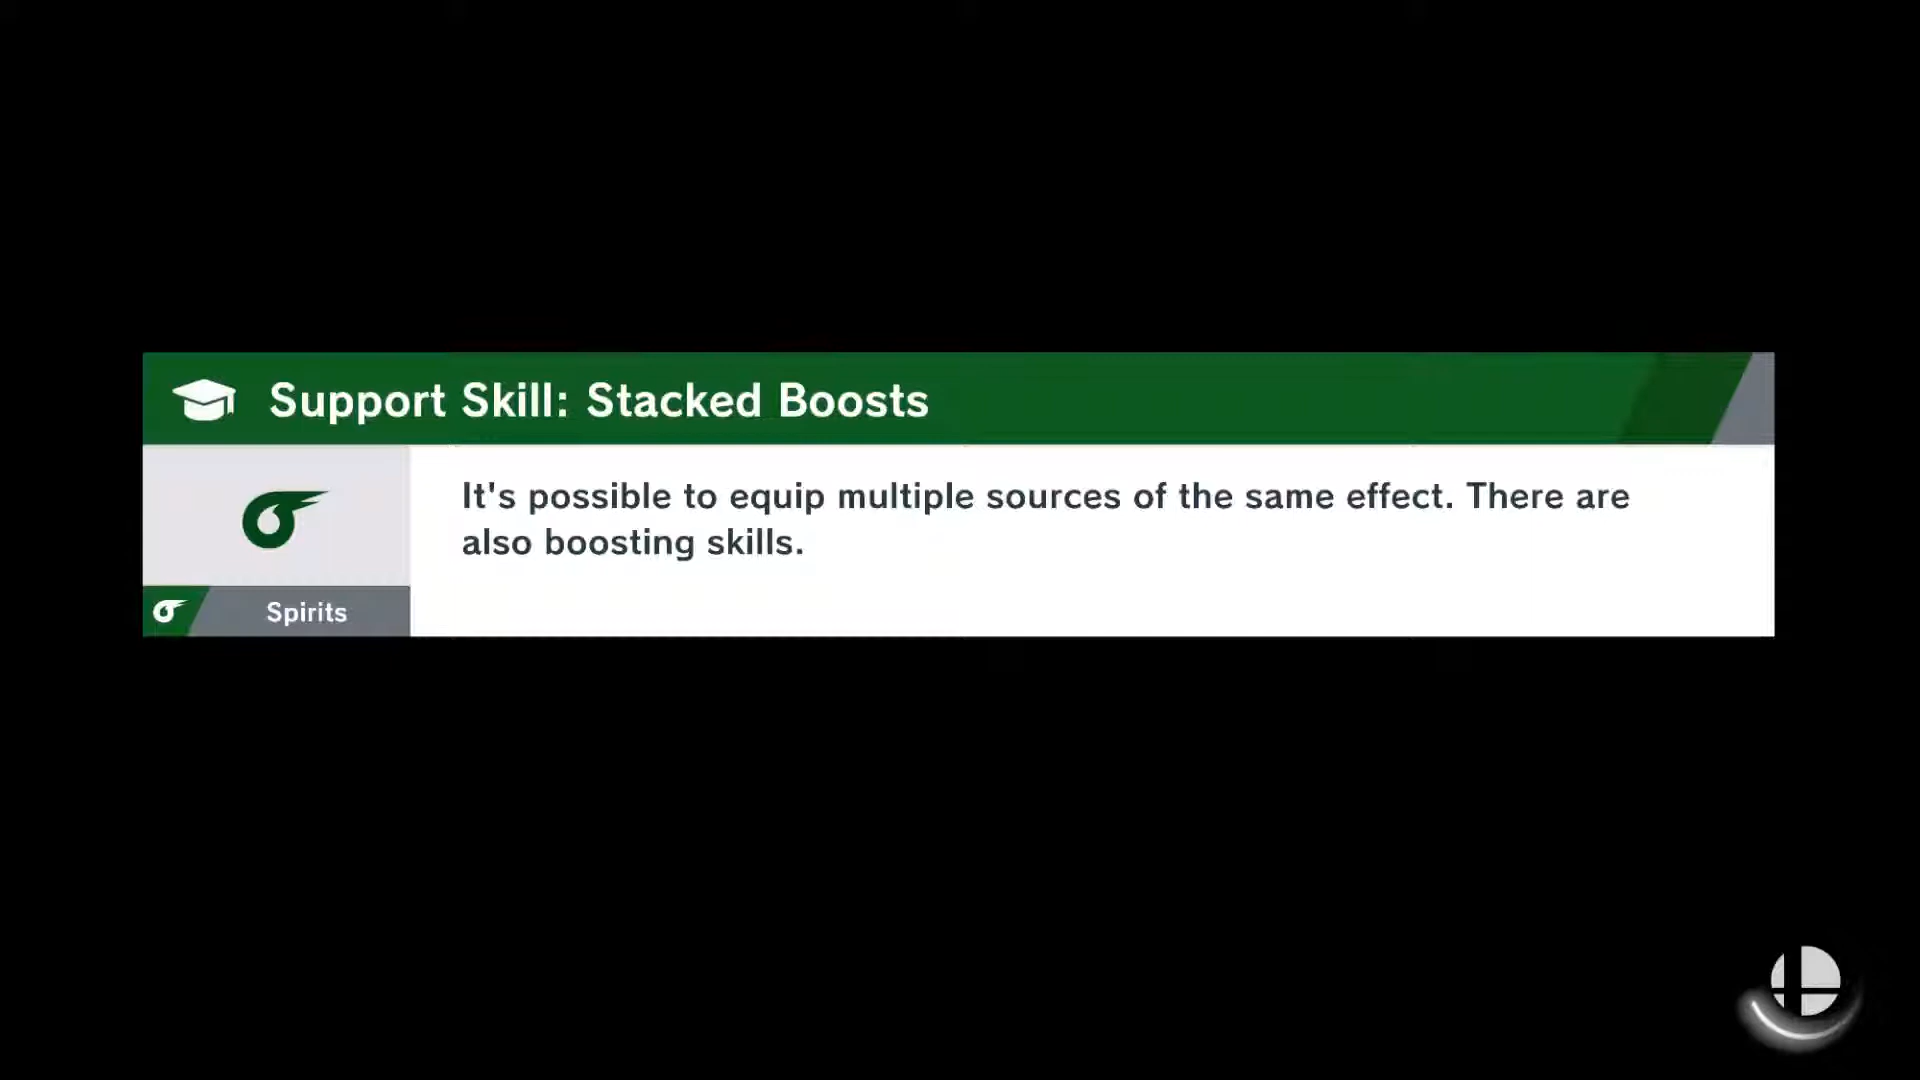 Support Skill: Stacked Boosts
It's possible to equip multiple sources of the same effect. There are
also boosting skills.
Spirits